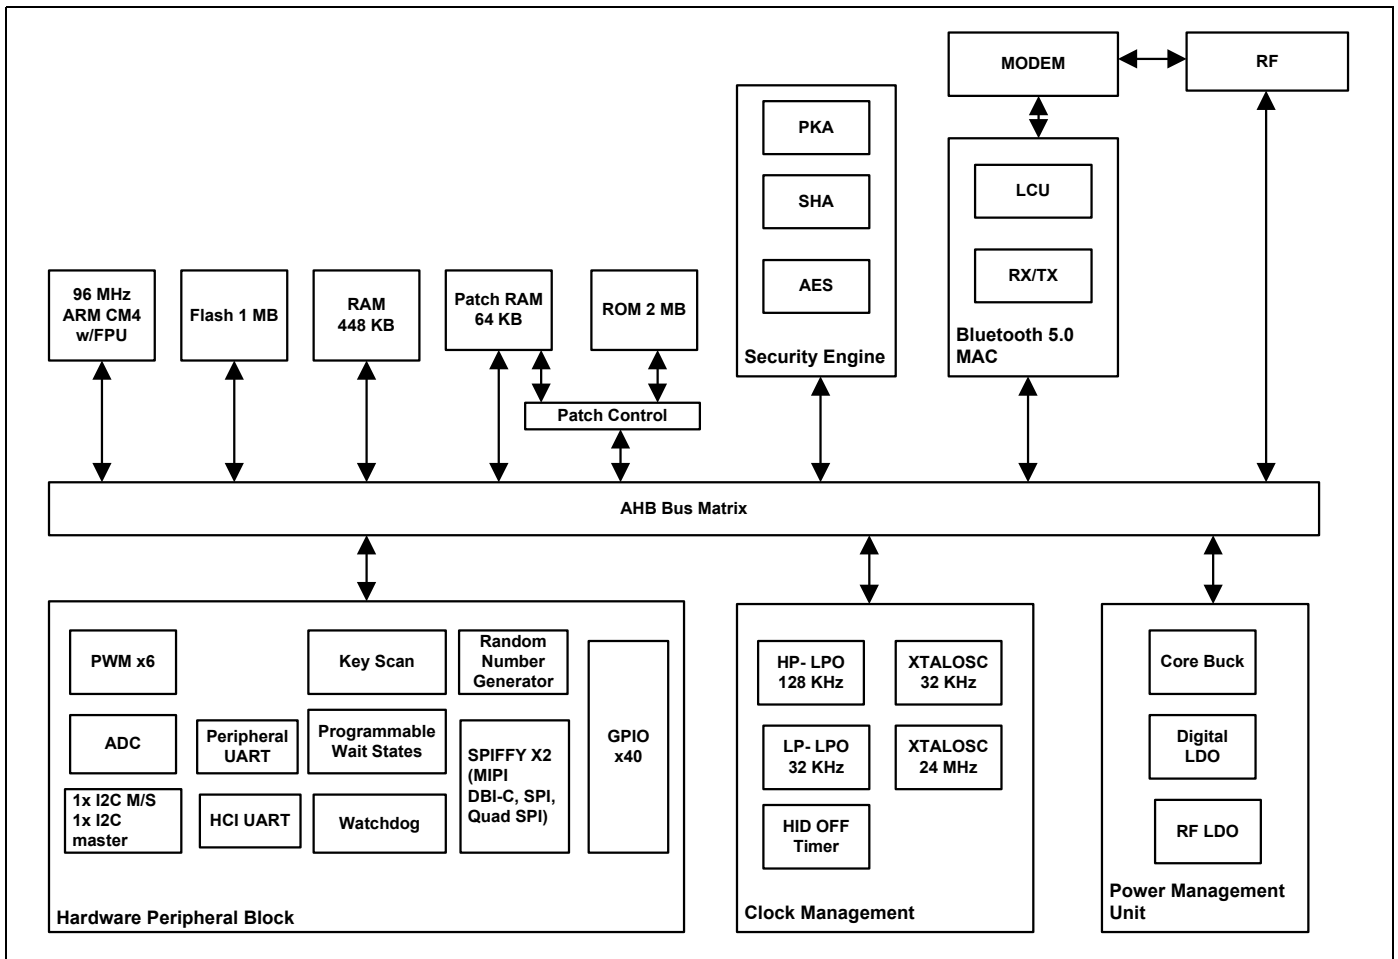 MODEM
RF
PKA
SHA
AES
Security Engine
LCU
RX/TX
Bluetooth 5.0
MAC
96 MHz
ARM CM4
w/FPU
Flash 1 MB
RAM
448 KB
Patch RAM
64 KB
ROM 2 MB
Patch Control
AHB Bus Matrix
PWM x6
Key Scan
Random
Number
Generator
GPIO
x40
ADC
Peripheral
UART
Programmable
Wait States
SPIFFY X2
(MIPI
DBI-C, SPI,
Quad SPI)
1x I2C M/S
1x I2C
master
HCI UART
Watchdog
Hardware Peripheral Block
HP- LPO
128 KHz
XTALOSC
32 KHz
LP- LPO
32 KHz
XTALOSC
24 MHz
HID OFF
Timer
Clock Management
Core Buck
Digital
LDO
RF LDO
Power Management
Unit